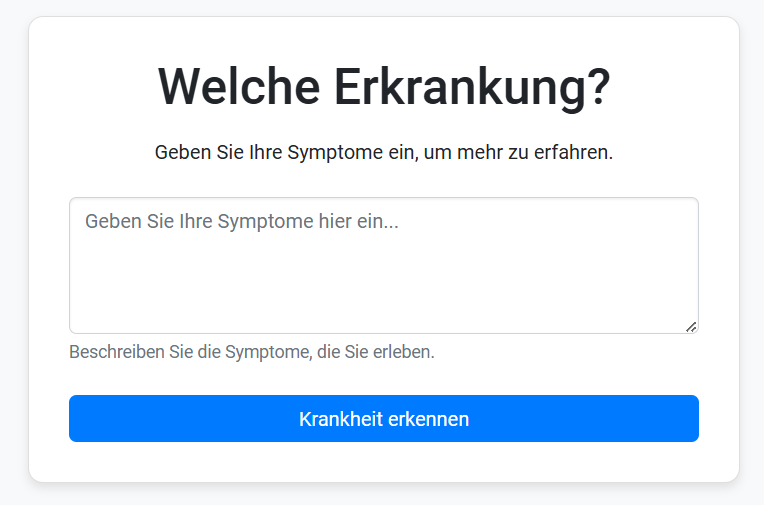 Welche Erkrankung?
Geben Sie Ihre Symptome ein, um mehr zu erfahren.
Geben Sie Ihre Symptome hier ein...
Beschreiben Sie die Symptome, die Sie erleben.
Krankheit erkennen